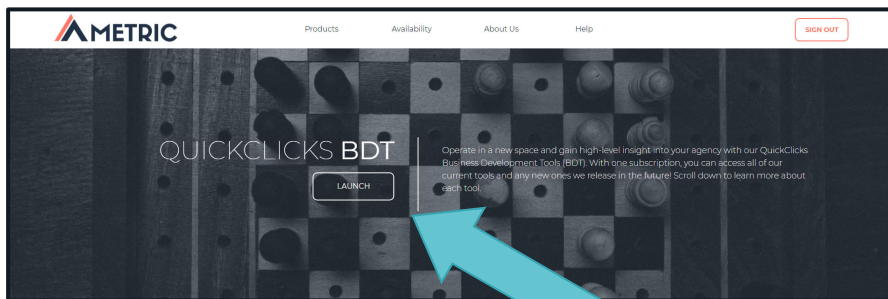 AMETRIC
Products
Availability
About Us
Help
SIGN OUT
QUICKCLICKS BDT
LAUNCH
Operate in a new space and gain high-level insight into your agency with our QuickClicks
Business Development Tools (BDT). With one subscription, you can access all of our
current tools and any new ones we release in the future! Scroll down to learn more about
each tool.